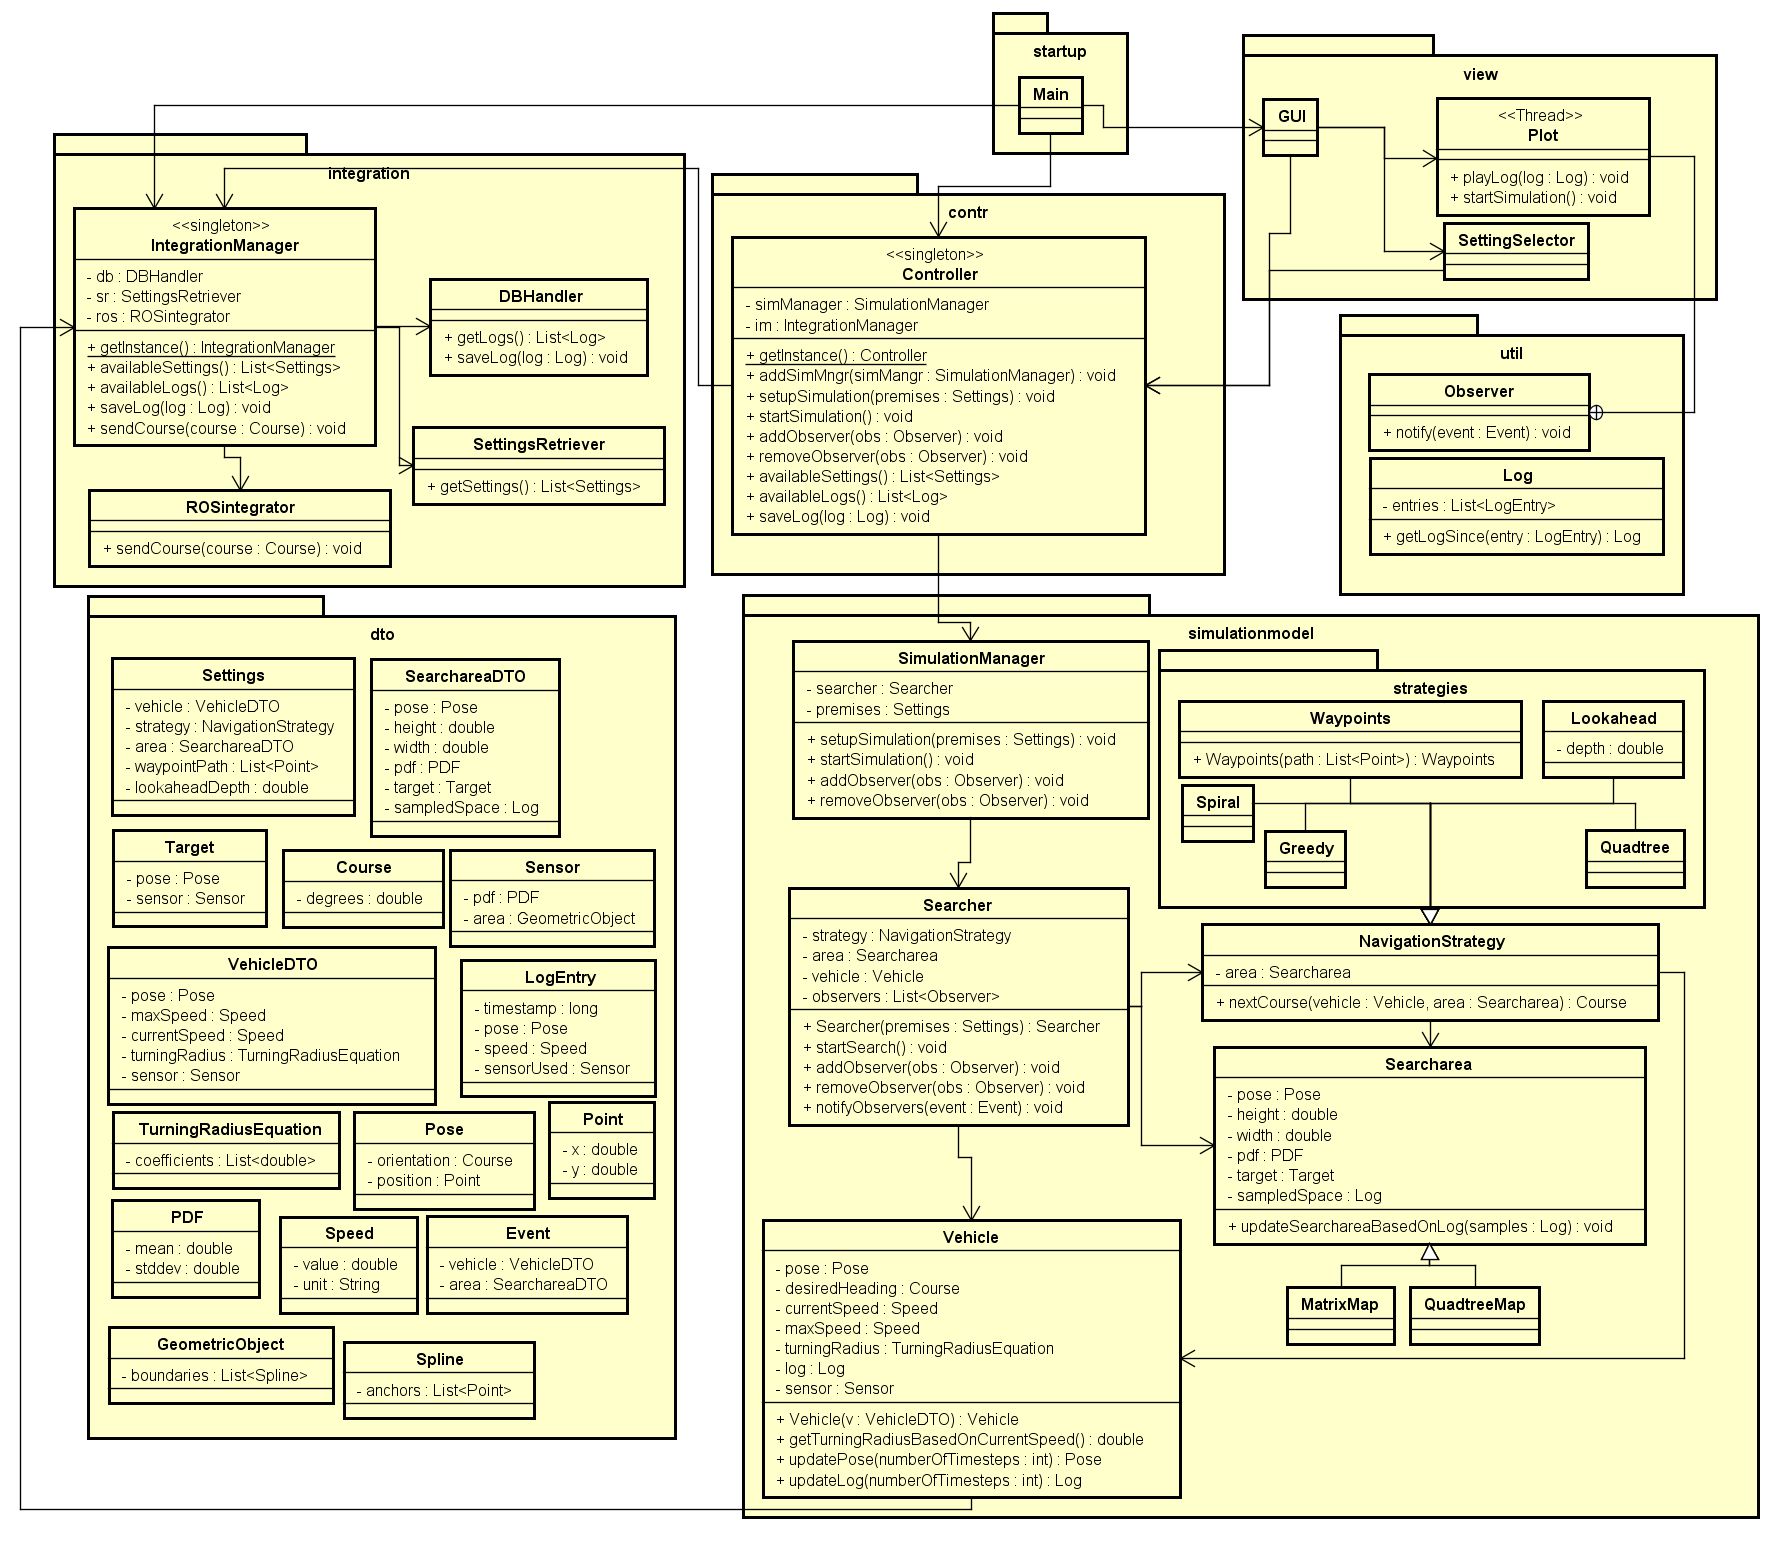 startup
Main
view
GUI
<<Thread>>
Plot
+ playLog(log : Log) : void
+ startSimulation() : void
SettingSelector
integration
<<singleton>>
IntegrationManager
- db : DBHandler
- sr : SettingsRetriever
- ros : ROSintegrator
+ getInstance() : IntegrationManager
+ availableSettings() : List<Settings>
+ availableLogs() : List<Log>
+ saveLog(log : Log) : void
+ sendCourse(course : Course) : void
DBHandler
+ getLogs() : List<Log>
+ saveLog(log : Log) : void
SettingsRetriever
+ getSettings() : List<Settings>
ROSintegrator
+ sendCourse(course : Course) : void
contr
<<singleton>>
Controller
- simManager : SimulationManager
- im : IntegrationManager
+ getInstance() : Controller
+ addSimMngr(simMangr : SimulationManager) : void
+ setupSimulation(premises : Settings) : void
+ startSimulation() : void
+ addObserver(obs : Observer) : void
+ removeObserver(obs : Observer) : void
+ availableSettings() : List<Settings>
+ availableLogs() : List<Log>
+ saveLog(log : Log) : void
util
Observer
+ notify(event : Event) : void
Log
- entries : List<LogEntry>
+ getLogSince(entry : LogEntry) : Log
dto
Settings
- vehicle : VehicleDTO
- strategy : NavigationStrategy
- area : SearchareaDTO
- waypointPath : List<Point>
- lookaheadDepth : double
SearchareaDTO
- pose : Pose
- height : double
- width : double
- pdf : PDF
- target : Target
- sampledSpace : Log
Target
- pose : Pose
- sensor : Sensor
Course
- degrees : double
Sensor
- pdf : PDF
- area : GeometricObject
VehicleDTO
- pose : Pose
- maxSpeed : Speed
- currentSpeed : Speed
- turningRadius : TurningRadiusEquation
- sensor : Sensor
LogEntry
- timestamp : long
- pose : Pose
- speed : Speed
- sensorUsed : Sensor
TurningRadiusEquation
- coefficients : List<double>
Pose
- orientation : Course
- position : Point
Point
- x : double
- y : double
PDF
- mean : double
- stddev : double
Speed
- value : double
- unit : String
Event
- vehicle : VehicleDTO
- area : SearchareaDTO
GeometricObject
- boundaries : List<Spline>
Spline
- anchors : List<Point>
simulationmodel
SimulationManager
- searcher : Searcher
- premises : Settings
+ setupSimulation(premises : Settings) : void
+ startSimulation() : void
+ addObserver(obs : Observer) : void
+ removeObserver(obs : Observer) : void
strategies
Waypoints
+ Waypoints(path : List<Point>) : Waypoints
Lookahead
- depth : double
Spiral
Greedy
Quadtree
Searcher
- strategy : NavigationStrategy
- area : Searcharea
- vehicle : Vehicle
- observers : List<Observer>
+ Searcher(premises : Settings) : Searcher
+ startSearch() : void
+ addObserver(obs : Observer) : void
+ removeObserver(obs : Observer) : void
+ notifyObservers(event : Event) : void
NavigationStrategy
- area : Searcharea
+ nextCourse(vehicle : Vehicle, area : Searcharea) : Course
Searcharea
- pose : Pose
- height : double
- width : double
- pdf : PDF
- target : Target
- sampledSpace : Log
+ updateSearchareaBasedOnLog(samples : Log) : void
MatrixMap
QuadtreeMap
Vehicle
- pose : Pose
- desiredHeading : Course
- currentSpeed : Speed
- maxSpeed : Speed
- turningRadius : TurningRadiusEquation
- log : Log
- sensor : Sensor
+ Vehicle(v : VehicleDTO) : Vehicle
+ getTurningRadiusBasedOnCurrentSpeed() : double
+ updatePose(numberOfTimesteps : int) : Pose
+ updateLog(numberOfTimesteps : int) : Log